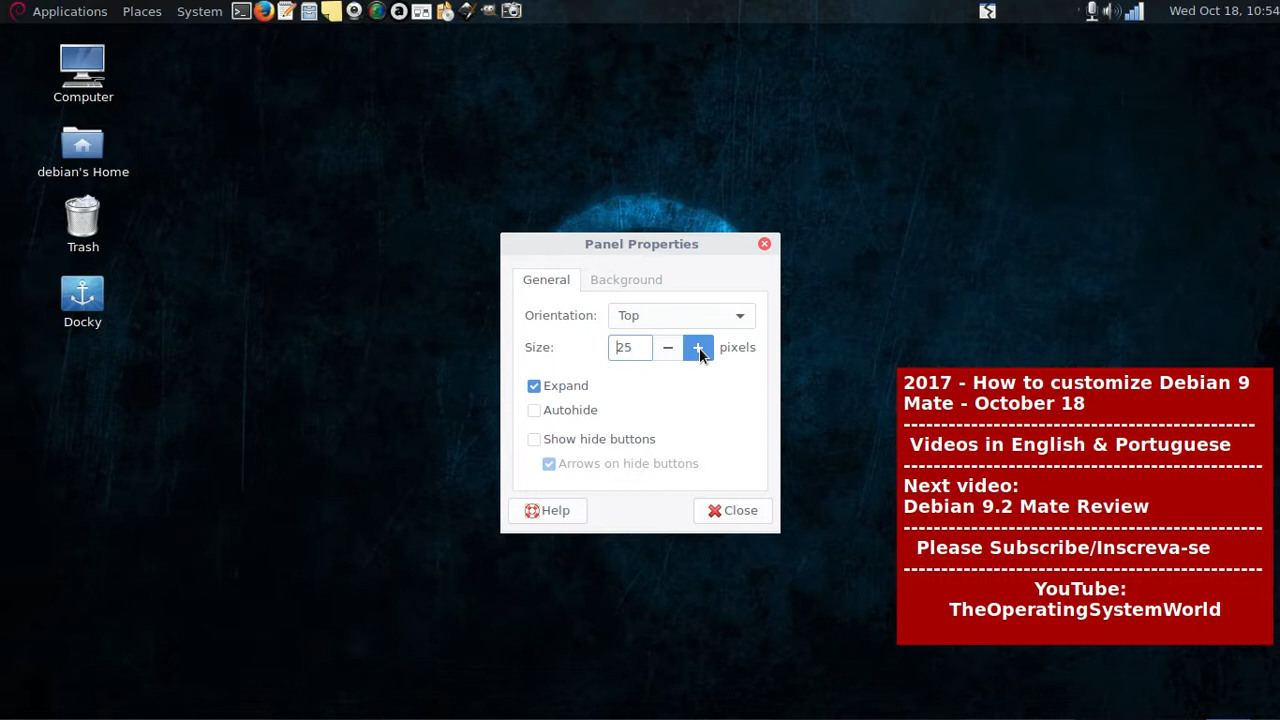 Applications Places System
Wed Oct 18, 10:54
Computer
debian's Home
Trash
Docky
Panel Properties
General Background
Orientation: Top
Size: 25 pixels
Expand
Autohide
Show hide buttons
Arrows on hide buttons
Help Close
2017 - How to customize Debian 9
Mate - October 18
-----------------------------------------------
Videos in English & Portuguese
------------------------------------------------
Next video:
Debian 9.2 Mate Review
------------------------------------------------
Please Subscribe/Inscreva-se
------------------------------------------------
YouTube:
TheOperatingSystemWorld